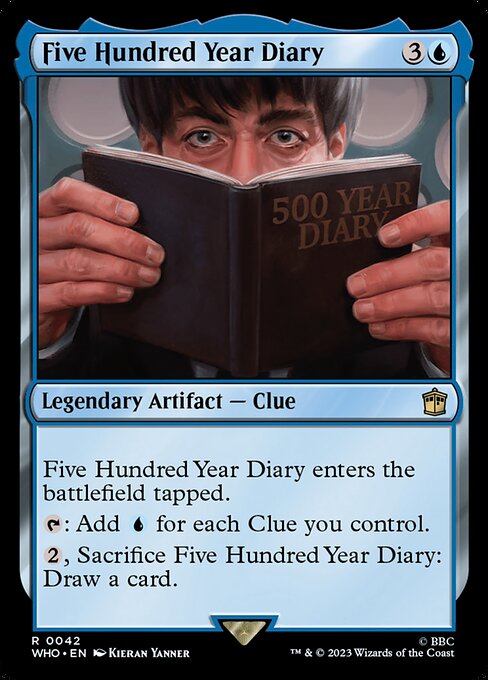 Five Hundred Year Diary 3
500 YEAR
DIARY
Legendary Artifact — Clue
Five Hundred Year Diary enters the
battlefield tapped.
: Add for each Clue you control.
2, Sacrifice Five Hundred Year Diary:
Draw a card.
R 0042
WHO • EN Kieran Yanner
© BBC
™ & © 2023 Wizards of the Coast